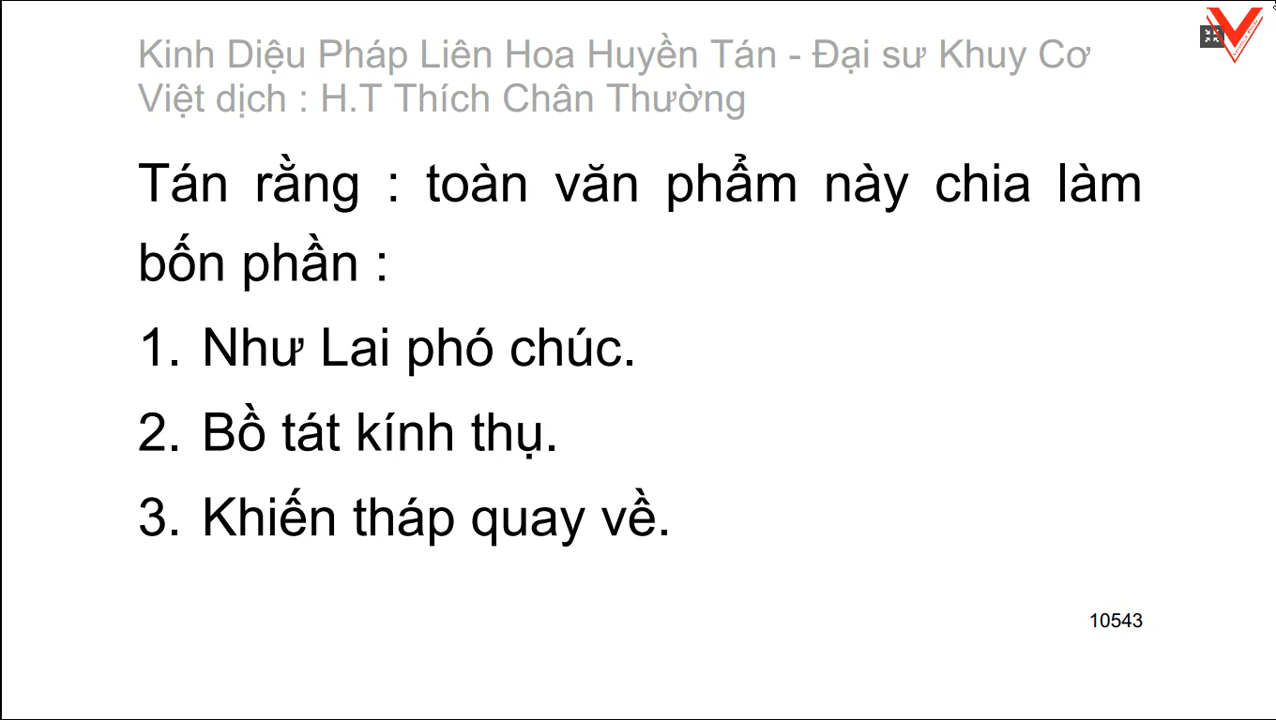 Kinh Diệu Pháp Liên Hoa Huyền Tán - Đại sư Khuy Cơ
Việt dịch : H.T Thích Chân Thường
Tán rằng : toàn văn phẩm này chia làm
bốn phần :
1. Như Lai phó chúc.
2. Bồ tát kính thụ.
3. Khiến tháp quay về.
10543